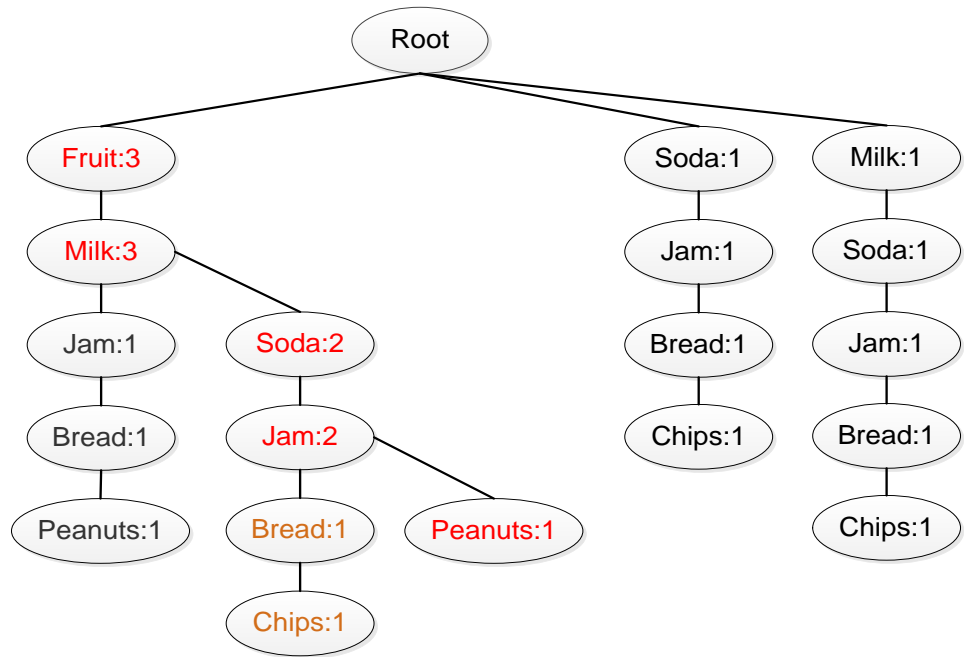 Root
Fruit:3
Soda:1
Milk:1
Milk:3
Jam:1
Soda:1
Jam:1
Soda:2
Bread:1
Jam:1
Bread:1
Jam:2
Chips:1
Bread:1
Peanuts:1
Bread:1
Peanuts:1
Chips:1
Chips:1